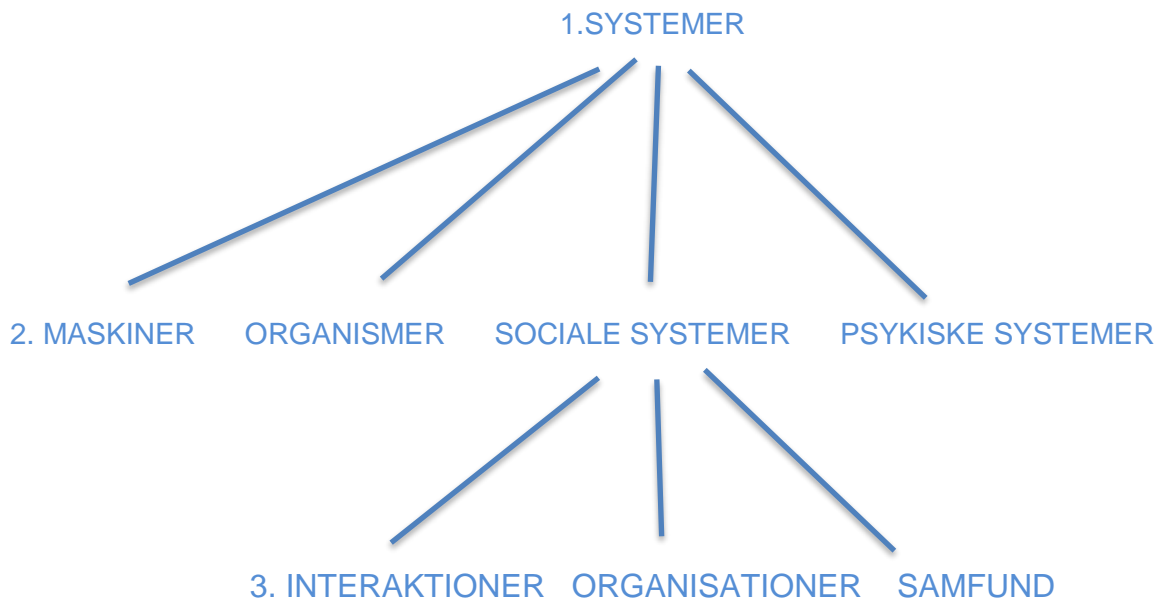 1.SYSTEMER
2. MASKINER ORGANISMER SOCIALE SYSTEMER PSYKISKE SYSTEMER
3. INTERAKTIONER ORGANISATIONER SAMFUND